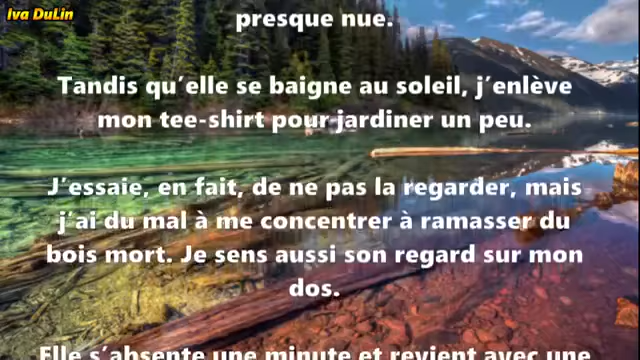 iva DuLin
presque nue.
Tandis qu’elle se baigne au soleil, j’enlève
mon tee-shirt pour jardiner un peu.
J’essaie, en fait, de ne pas la regarder, mais
j’ai du mal à me concentrer à ramasser du
bois mort. Je sens aussi son regard sur mon
dos.
Elle s’absente une minute et revient avec une